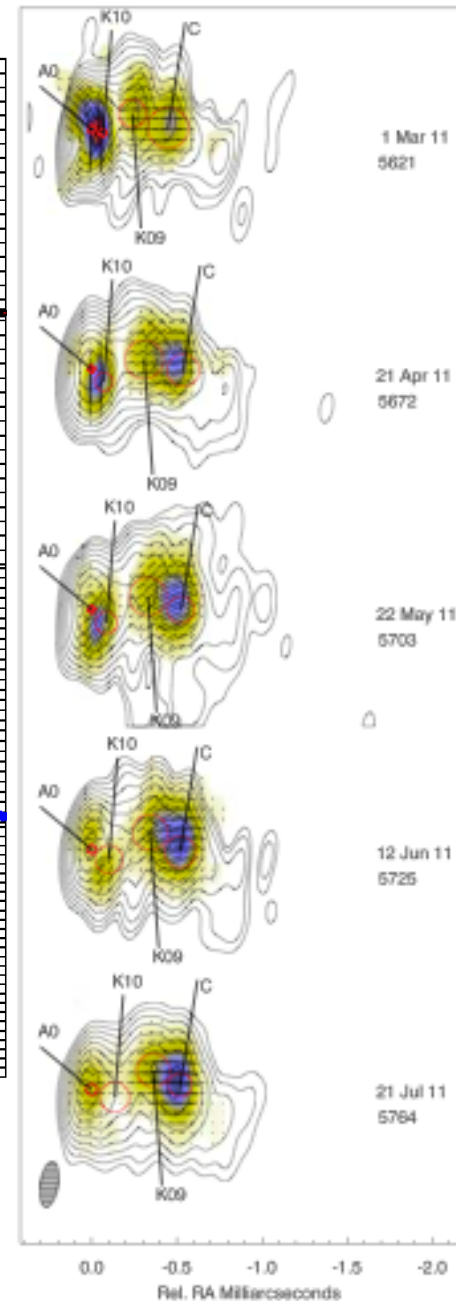 K10 C
A0
1 Mar 11
5621
K09
K10 C
A0
21 Apr 11
5672
K09
K10 C
A0
22 May 11
5703
K09
K10 C
A0
12 Jun 11
5725
K09
K10 C
A0
21 Jul 11
5764
K09
0.0 -0.5 -1.0 -1.5 -2.0
Rel. RA Milliarcseconds